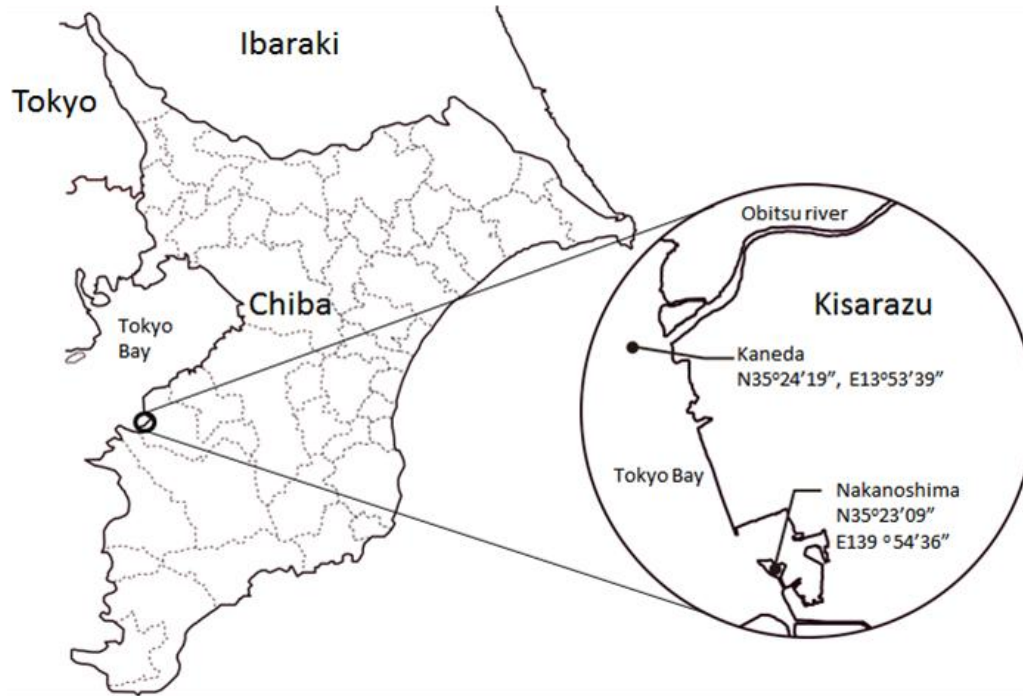 Ibaraki
Tokyo
Chiba
Tokyo
Bay
Obitsu river
Kisarazu
Kaneda
N35°24'19", E13°53'39"
Tokyo Bay
Nakanoshima
N35°23'09"
E139 °54'36"